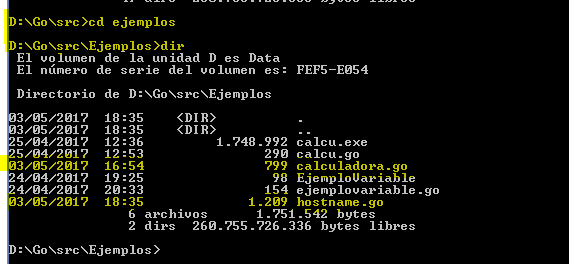 D:\Go\src>cd ejemplos
D:\Go\src\Ejemplos>dir
El volumen de la unidad D es Data
El número de serie del volumen es: FEF5-E054
Directorio de D:\Go\src\Ejemplos
03/05/2017 18:35 <DIR> .
03/05/2017 18:35 <DIR> ..
25/04/2017 12:36 1.748.992 calcu.exe
25/04/2017 12:53 290 calcu.go
03/05/2017 16:54 799 calculadora.go
24/04/2017 19:25 98 EjemploVariable
24/04/2017 20:33 154 ejemplovariable.go
03/05/2017 18:35 1.209 hostname.go
6 archivos 1.751.542 bytes
2 dirs 260.755.726.336 bytes libres
D:\Go\src\Ejemplos>